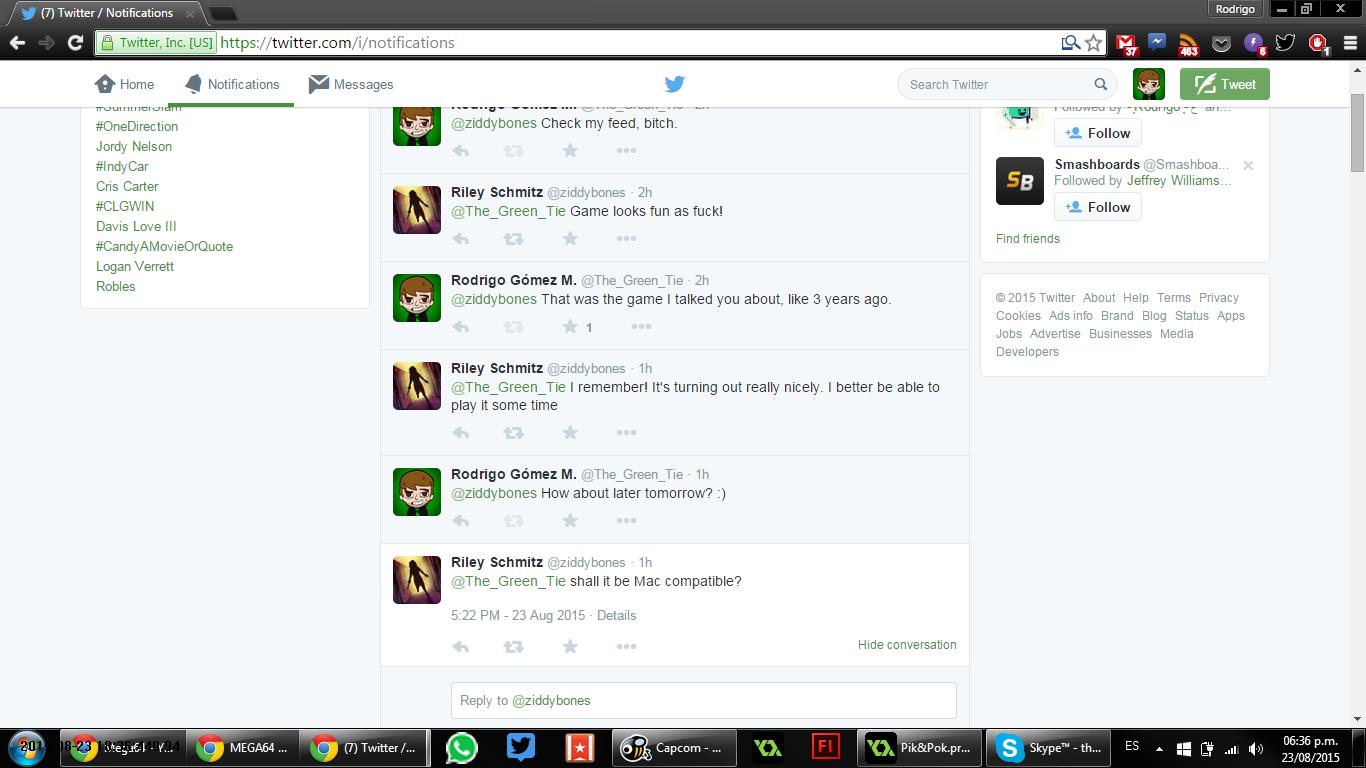 (7) Twitter / Notifications
Rodrigo
Twitter, Inc. [US] https://twitter.com/i/notifications
37
463
6
1
Home Notifications Messages
Search Twitter
Tweet
#SummerSlam
#OneDirection
Jordy Nelson
#IndyCar
Cris Carter
#CLGWIN
Davis Love III
#CandyAMovieOrQuote
Logan Verrett
Robles
Rodrigo Gómez M. @The_Green_Tie · 2h
@ziddybones Check my feed, bitch.
Riley Schmitz @ziddybones · 2h
@The_Green_Tie Game looks fun as fuck!
Rodrigo Gómez M. @The_Green_Tie · 2h
@ziddybones That was the game I talked you about, like 3 years ago.
1
Riley Schmitz @ziddybones · 1h
@The_Green_Tie I remember! It's turning out really nicely. I better be able to
play it some time
Rodrigo Gómez M. @The_Green_Tie · 1h
@ziddybones How about later tomorrow? :)
Riley Schmitz @ziddybones · 1h
@The_Green_Tie shall it be Mac compatible?
5:22 PM - 23 Aug 2015 · Details
Hide conversation
Reply to @ziddybones
Followed by
Follow
Smashboards @Smashboa...
SB
Followed by Jeffrey Williams...
Follow
Find friends
© 2015 Twitter About Help Terms Privacy
Cookies Ads info Brand Blog Status Apps
Jobs Advertise Businesses Media
Developers
MEGA64 ...
(7) Twitter /...
Capcom - ...
Fl
Pik&Pok.pr...
Skype™ - th...
ES
06:36 p.m.
23/08/2015